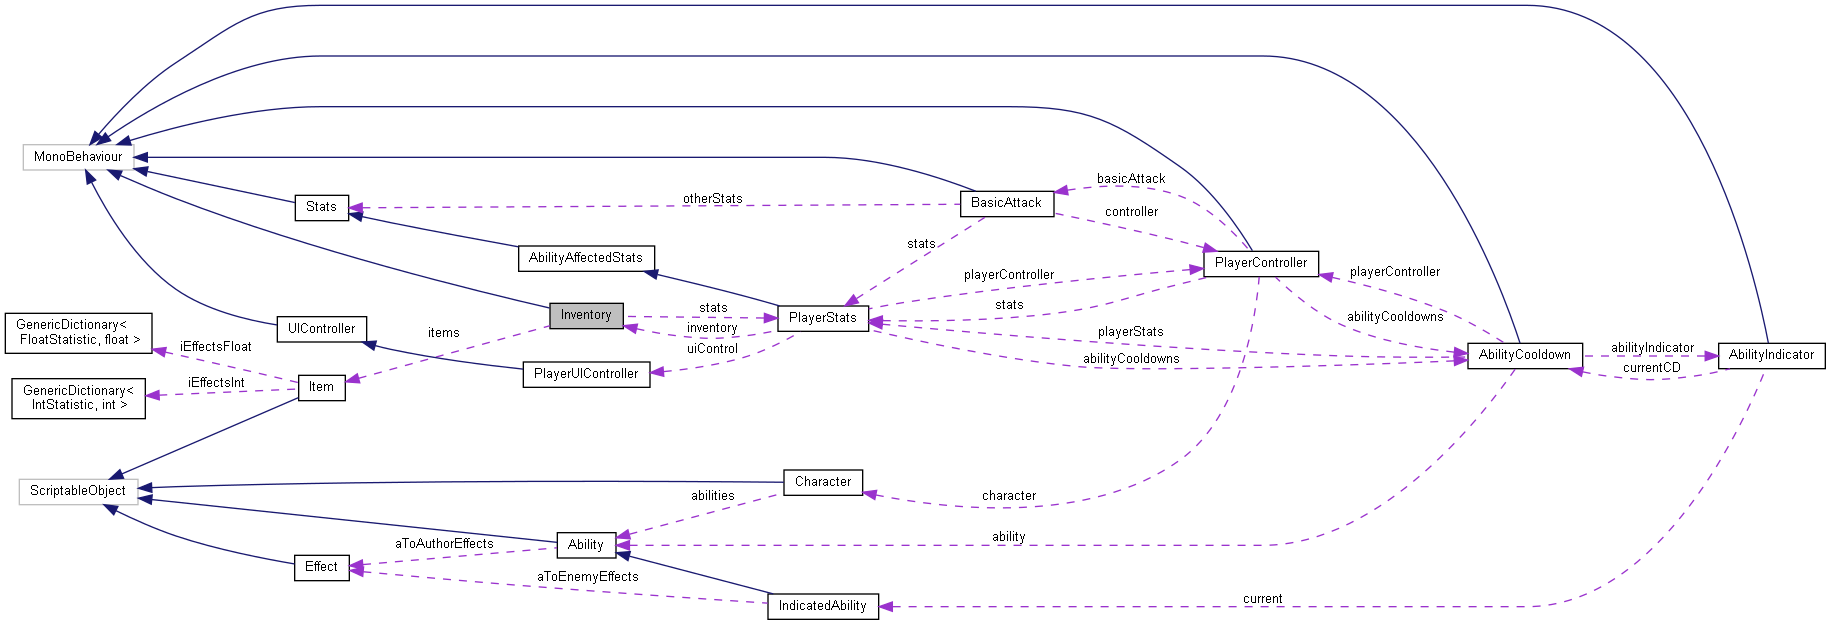 MonoBehaviour
Stats
otherStats
BasicAttack
basicAttack
controller
stats
AbilityAffectedStats
PlayerController
playerController
playerController
stats
Inventory
stats
inventory
uiControl
PlayerStats
abilityCooldowns
playerStats
abilityCooldowns
AbilityCooldown
abilityIndicator
currentCD
AbilityIndicator
GenericDictionary<
FloatStatistic, float >
iEffectsFloat
UIController
items
PlayerUIController
GenericDictionary<
IntStatistic, int >
iEffectsInt
Item
ScriptableObject
Character
character
abilities
Ability
ability
aToAuthorEffects
Effect
aToEnemyEffects
IndicatedAbility
current